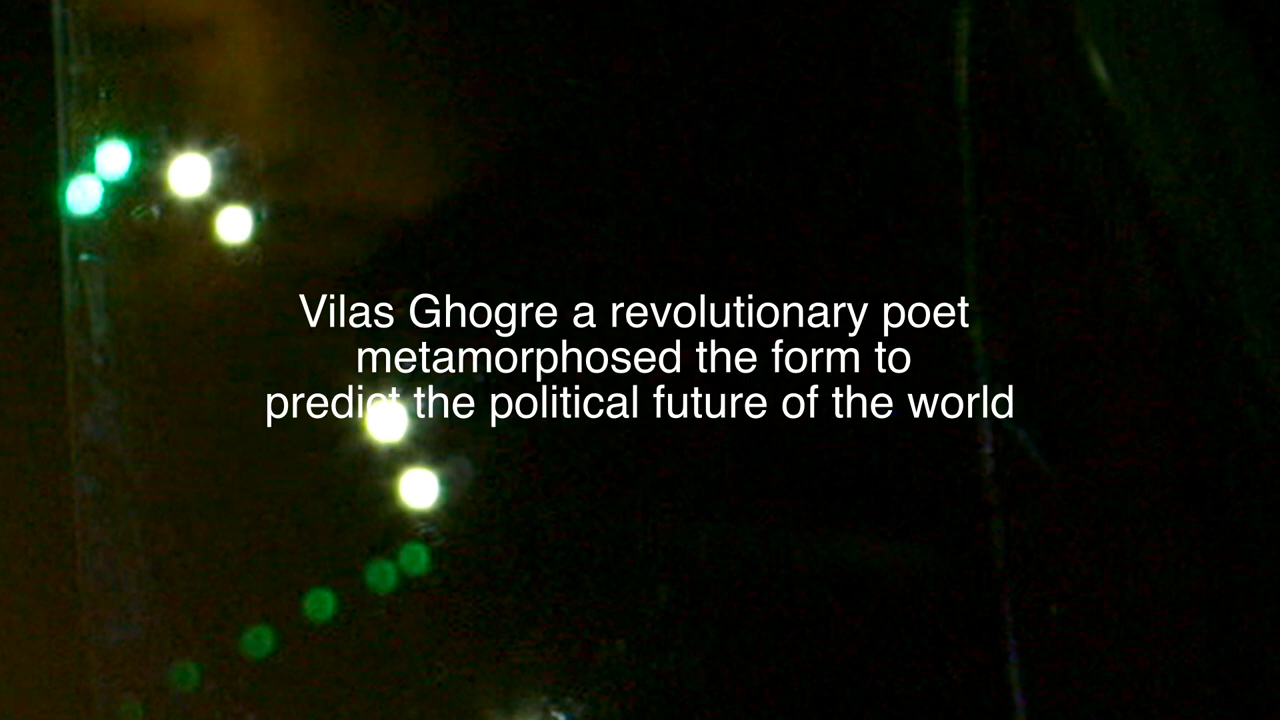 Vilas Ghogre a revolutionary poet
metamorphosed the form to
predict the political future of the world